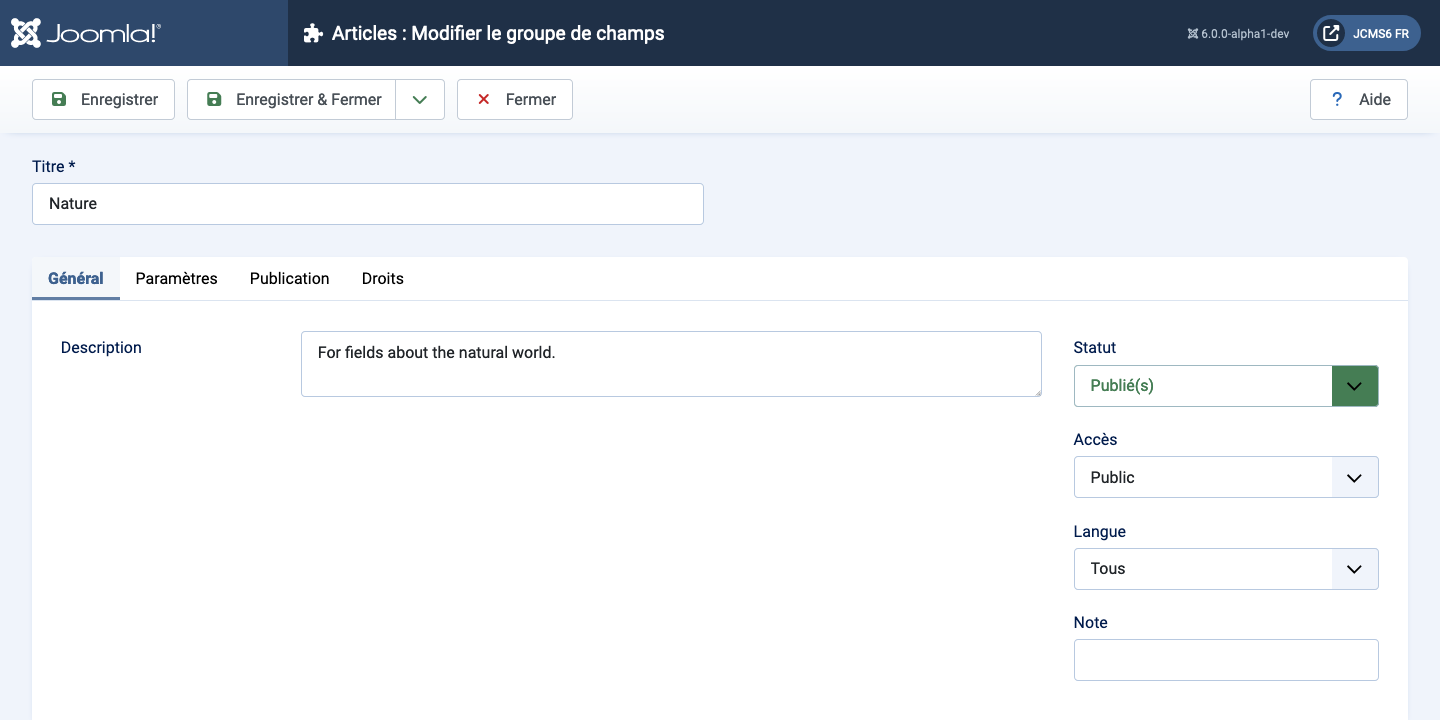 Joomla!®
Articles : Modifier le groupe de champs
6.0.0-alpha1-dev
JCMS6 FR
Enregistrer
Enregistrer & Fermer
Fermer
? Aide
Titre *
Nature
Général Paramètres Publication Droits
Description
For fields about the natural world.
Statut
Publié(s)
Accès
Public
Langue
Tous
Note